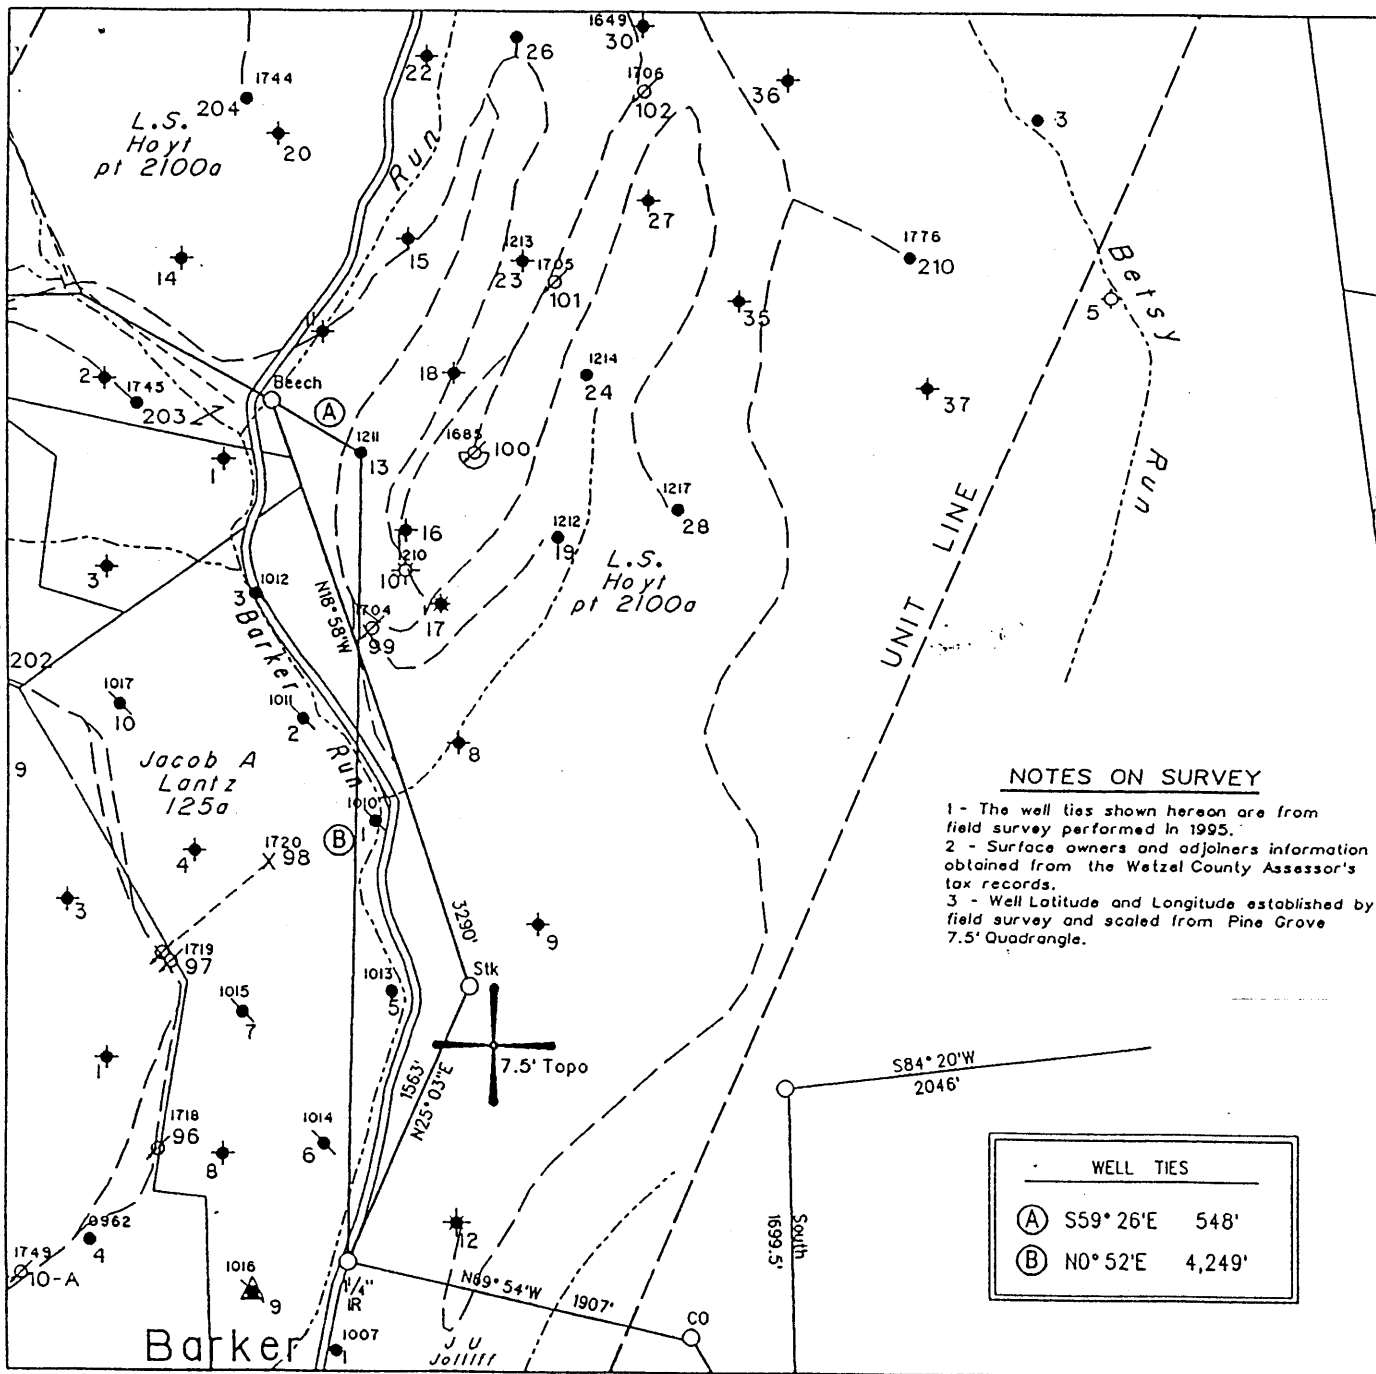 1649
30
26
22
1706
102
36
3
1744
204
20
L.S.
Hoyt
pt 2100a
Run
27
15
14
1213
23
1705
101
1776
210
Betsy
Run
5
35
11
18
1214
24
37
2
1745
203
Beech
A
1211
13
1685
100
1
1217
28
16
1212
19
1210
10
L.S.
Hoyt
pt 2100a
UNIT LINE
3
1012
3
N18°58'W
1704
99
17
Barker
Run
202
1017
10
1011
2
8
9
Jacob A
Lantz
125a
1010
1
B
1720
98
4
3
3290'
9
NOTES ON SURVEY
1 - The well ties shown hereon are from
field survey performed in 1995.
2 - Surface owners and adjoiners information
obtained from the Wetzel County Assessor's
tax records.
3 - Well Latitude and Longitude established by
field survey and scaled from Pine Grove
7.5' Quadrangle.
1719
97
1013
5
Stk
1015
7
7.5' Topo
1
1563'
N25°03"E
S84°20'W
2046'
1718
96
8
1014
6
South
1699.5'
WELL TIES
A S59°26'E 548'
B N0°52'E 4,249'
0962
4
12
1749
10-A
1016
9
1/4"
IR
N69°54'W 1907'
CO
Barker
1007
1
J U
Jolliff